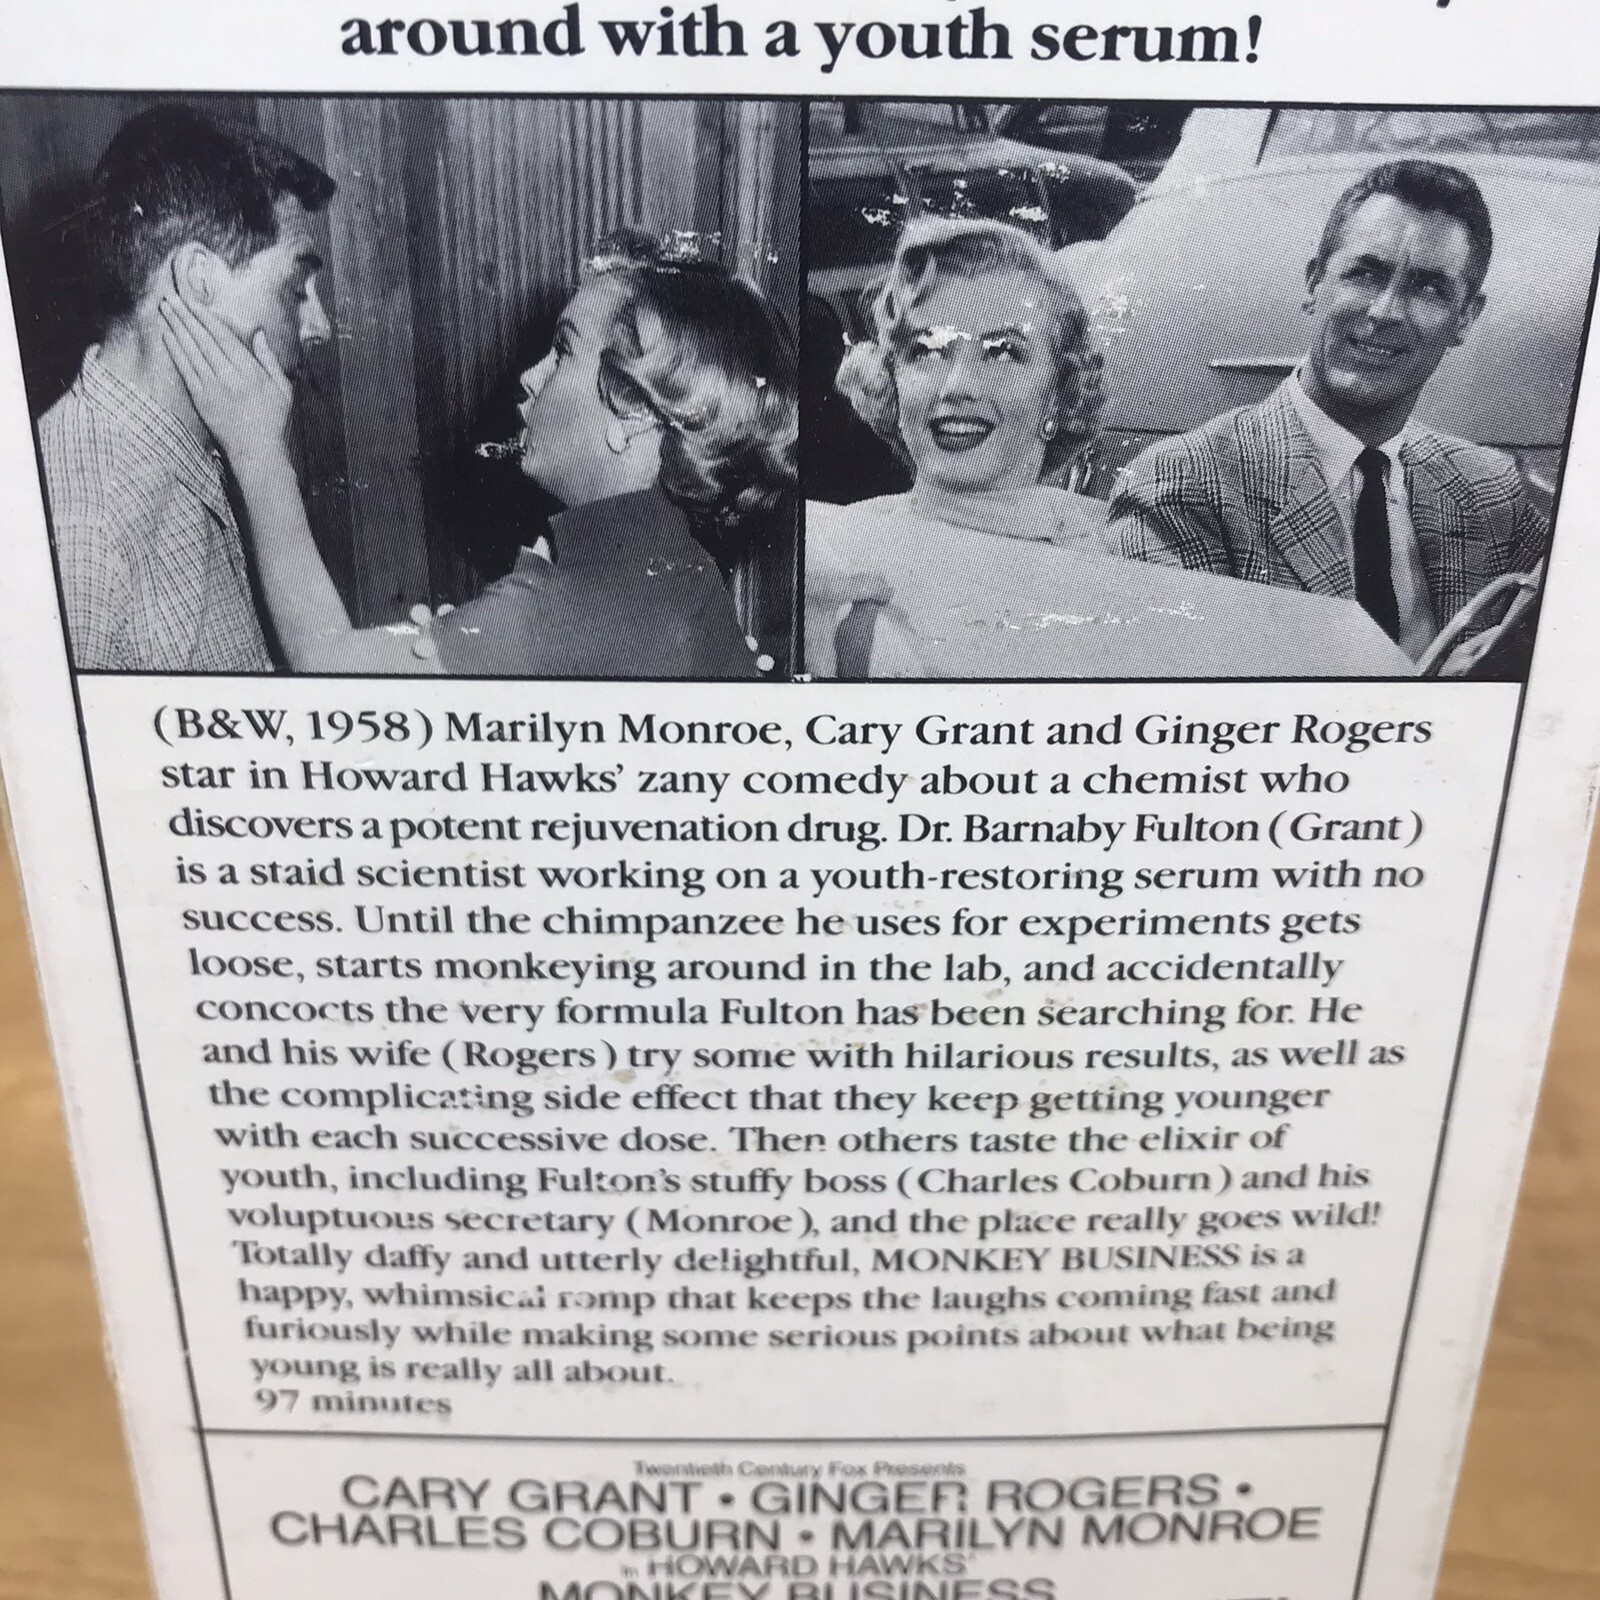 around with a youth serum!
(B&W, 1958) Marilyn Monroe, Cary Grant and Ginger Rogers
star in Howard Hawks' zany comedy about a chemist who
discovers a potent rejuvenation drug. Dr. Barnaby Fulton (Grant)
is a staid scientist working on a youth-restoring serum with no
success. Until the chimpanzee he uses for experiments gets
loose, starts monkeying around in the lab, and accidentally
concocts the very formula Fulton has been searching for. He
and his wife (Rogers) try some with hilarious results, as well as
the complicating side effect that they keep getting younger
with each successive dose. Then others taste the elixir of
youth, including Fulton's stuffy boss (Charles Coburn) and his
voluptuous secretary (Monroe), and the place really goes wild!
Totally daffy and utterly delightful, MONKEY BUSINESS is a
happy, whimsical romp that keeps the laughs coming fast and
furiously while making some serious points about what being
young is really all about.
97 minutes
Twentieth Century Fox Presents
CARY GRANT • GINGER ROGERS •
CHARLES COBURN • MARILYN MONROE
in HOWARD HAWKS'
MONKEY BUSINESS